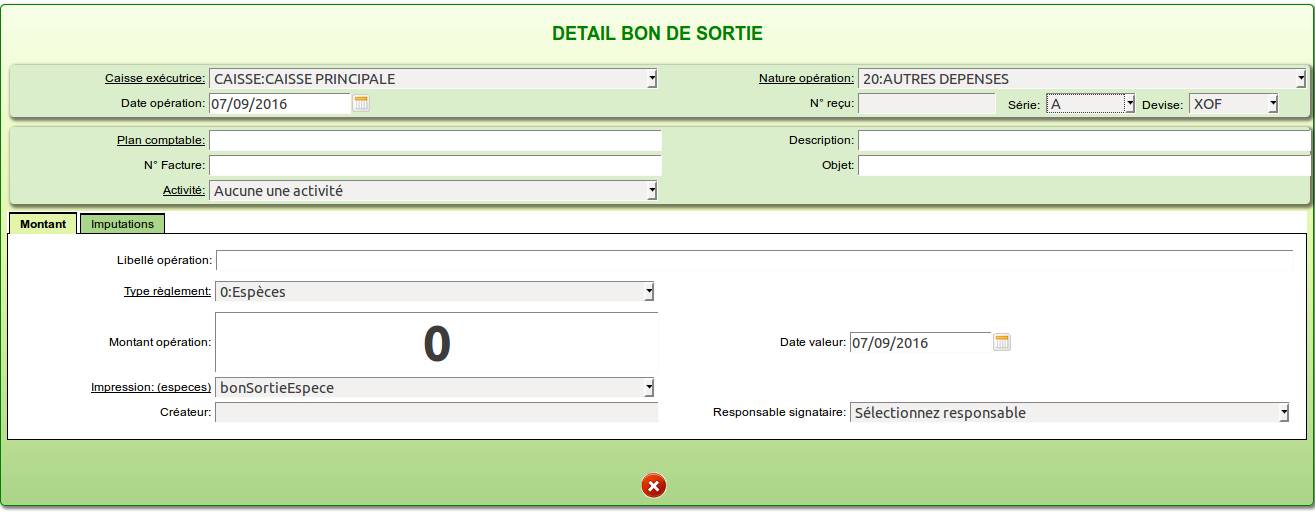 DETAIL BON DE SORTIE
Caisse exécutrice: CAISSE:CAISSE PRINCIPALE Nature opération: 20:AUTRES DEPENSES
Date opération: 07/09/2016 N° reçu: Série: A Devise: XOF
Plan comptable: Description:
N° Facture: Objet:
Activité: Aucune une activité
Montant Imputations
Libellé opération:
Type règlement: 0:Espèces
Montant opération: 0 Date valeur: 07/09/2016
Impression: (especes) bonSortieEspece
Créateur: Responsable signataire: Sélectionnez responsable